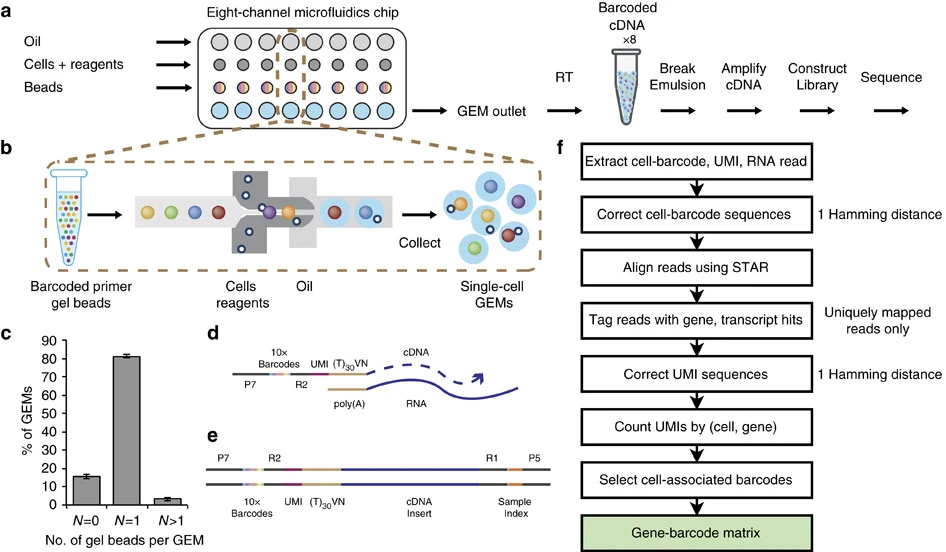 a
Eight-channel microfluidics chip
Oil
Cells + reagents
Beads
GEM outlet
RT
Barcoded
cDNA
×8
Break
Emulsion
Amplify
cDNA
Construct
Library
Sequence
b
Barcoded primer
gel beads
Cells
reagents
Oil
Collect
Single-cell
GEMs
c
% of GEMs
90
80
70
60
50
40
30
20
10
0
N=0
N=1
N>1
No. of gel beads per GEM
d
10×
Barcodes
UMI
(T)30VN
cDNA
P7
R2
poly(A)
RNA
e
P7
R2
R1
P5
10×
Barcodes
UMI
(T)30VN
cDNA
Insert
Sample
Index
f
Extract cell-barcode, UMI, RNA read
Correct cell-barcode sequences
1 Hamming distance
Align reads using STAR
Tag reads with gene, transcript hits
Uniquely mapped
reads only
Correct UMI sequences
1 Hamming distance
Count UMIs by (cell, gene)
Select cell-associated barcodes
Gene-barcode matrix